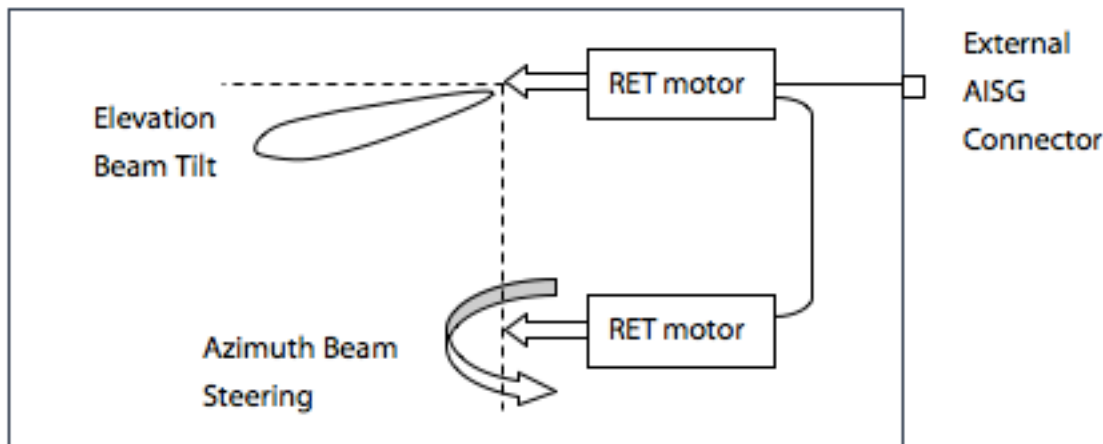 External
AISG
Connector
RET motor
Elevation
Beam Tilt
RET motor
Azimuth Beam
Steering